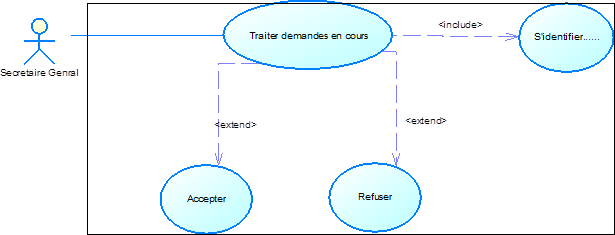 <include>
Traiter demandes en cours
S'identifier......
Secretaire Genral
<extend>
<extend>
Accepter
Refuser